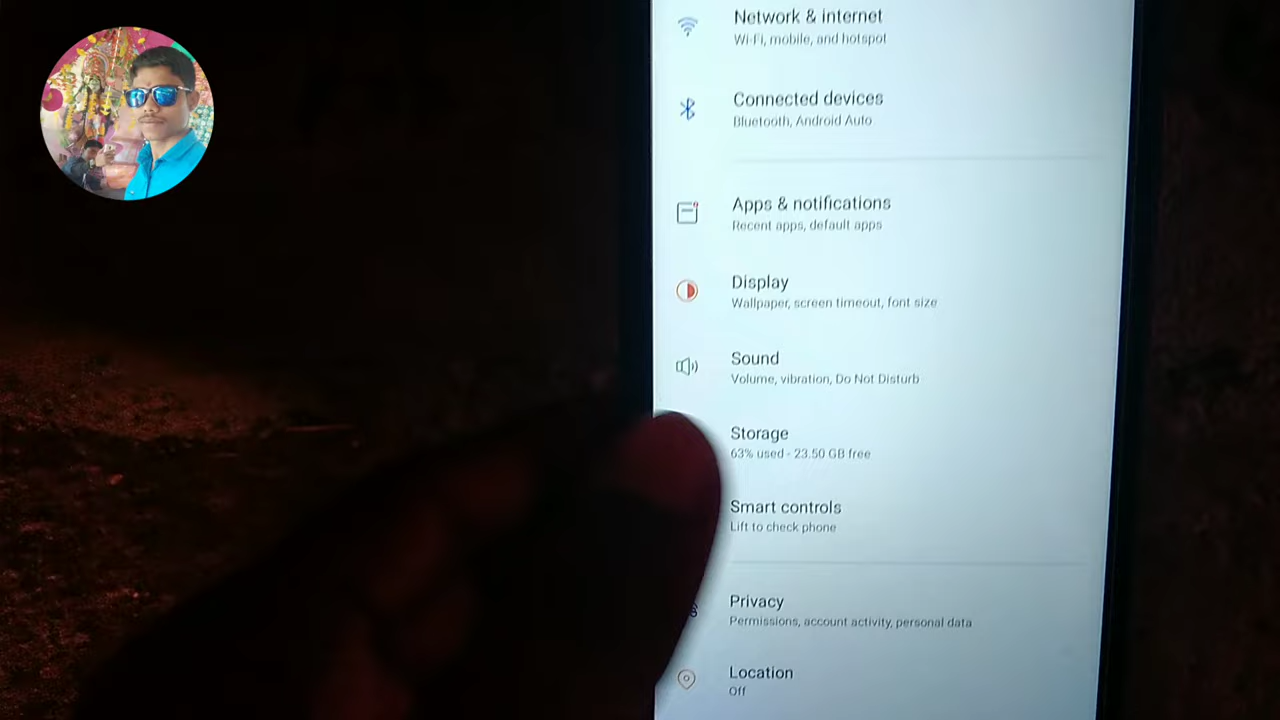 Network & internet
Wi-Fi, mobile, and hotspot
Connected devices
Bluetooth, Android Auto
Apps & notifications
Recent apps, default apps
Display
Wallpaper, screen timeout, font size
Sound
Volume, vibration, Do Not Disturb
Storage
63% used - 23.50 GB free
Smart controls
Lift to check phone
Privacy
Permissions, account activity, personal data
Location
Off